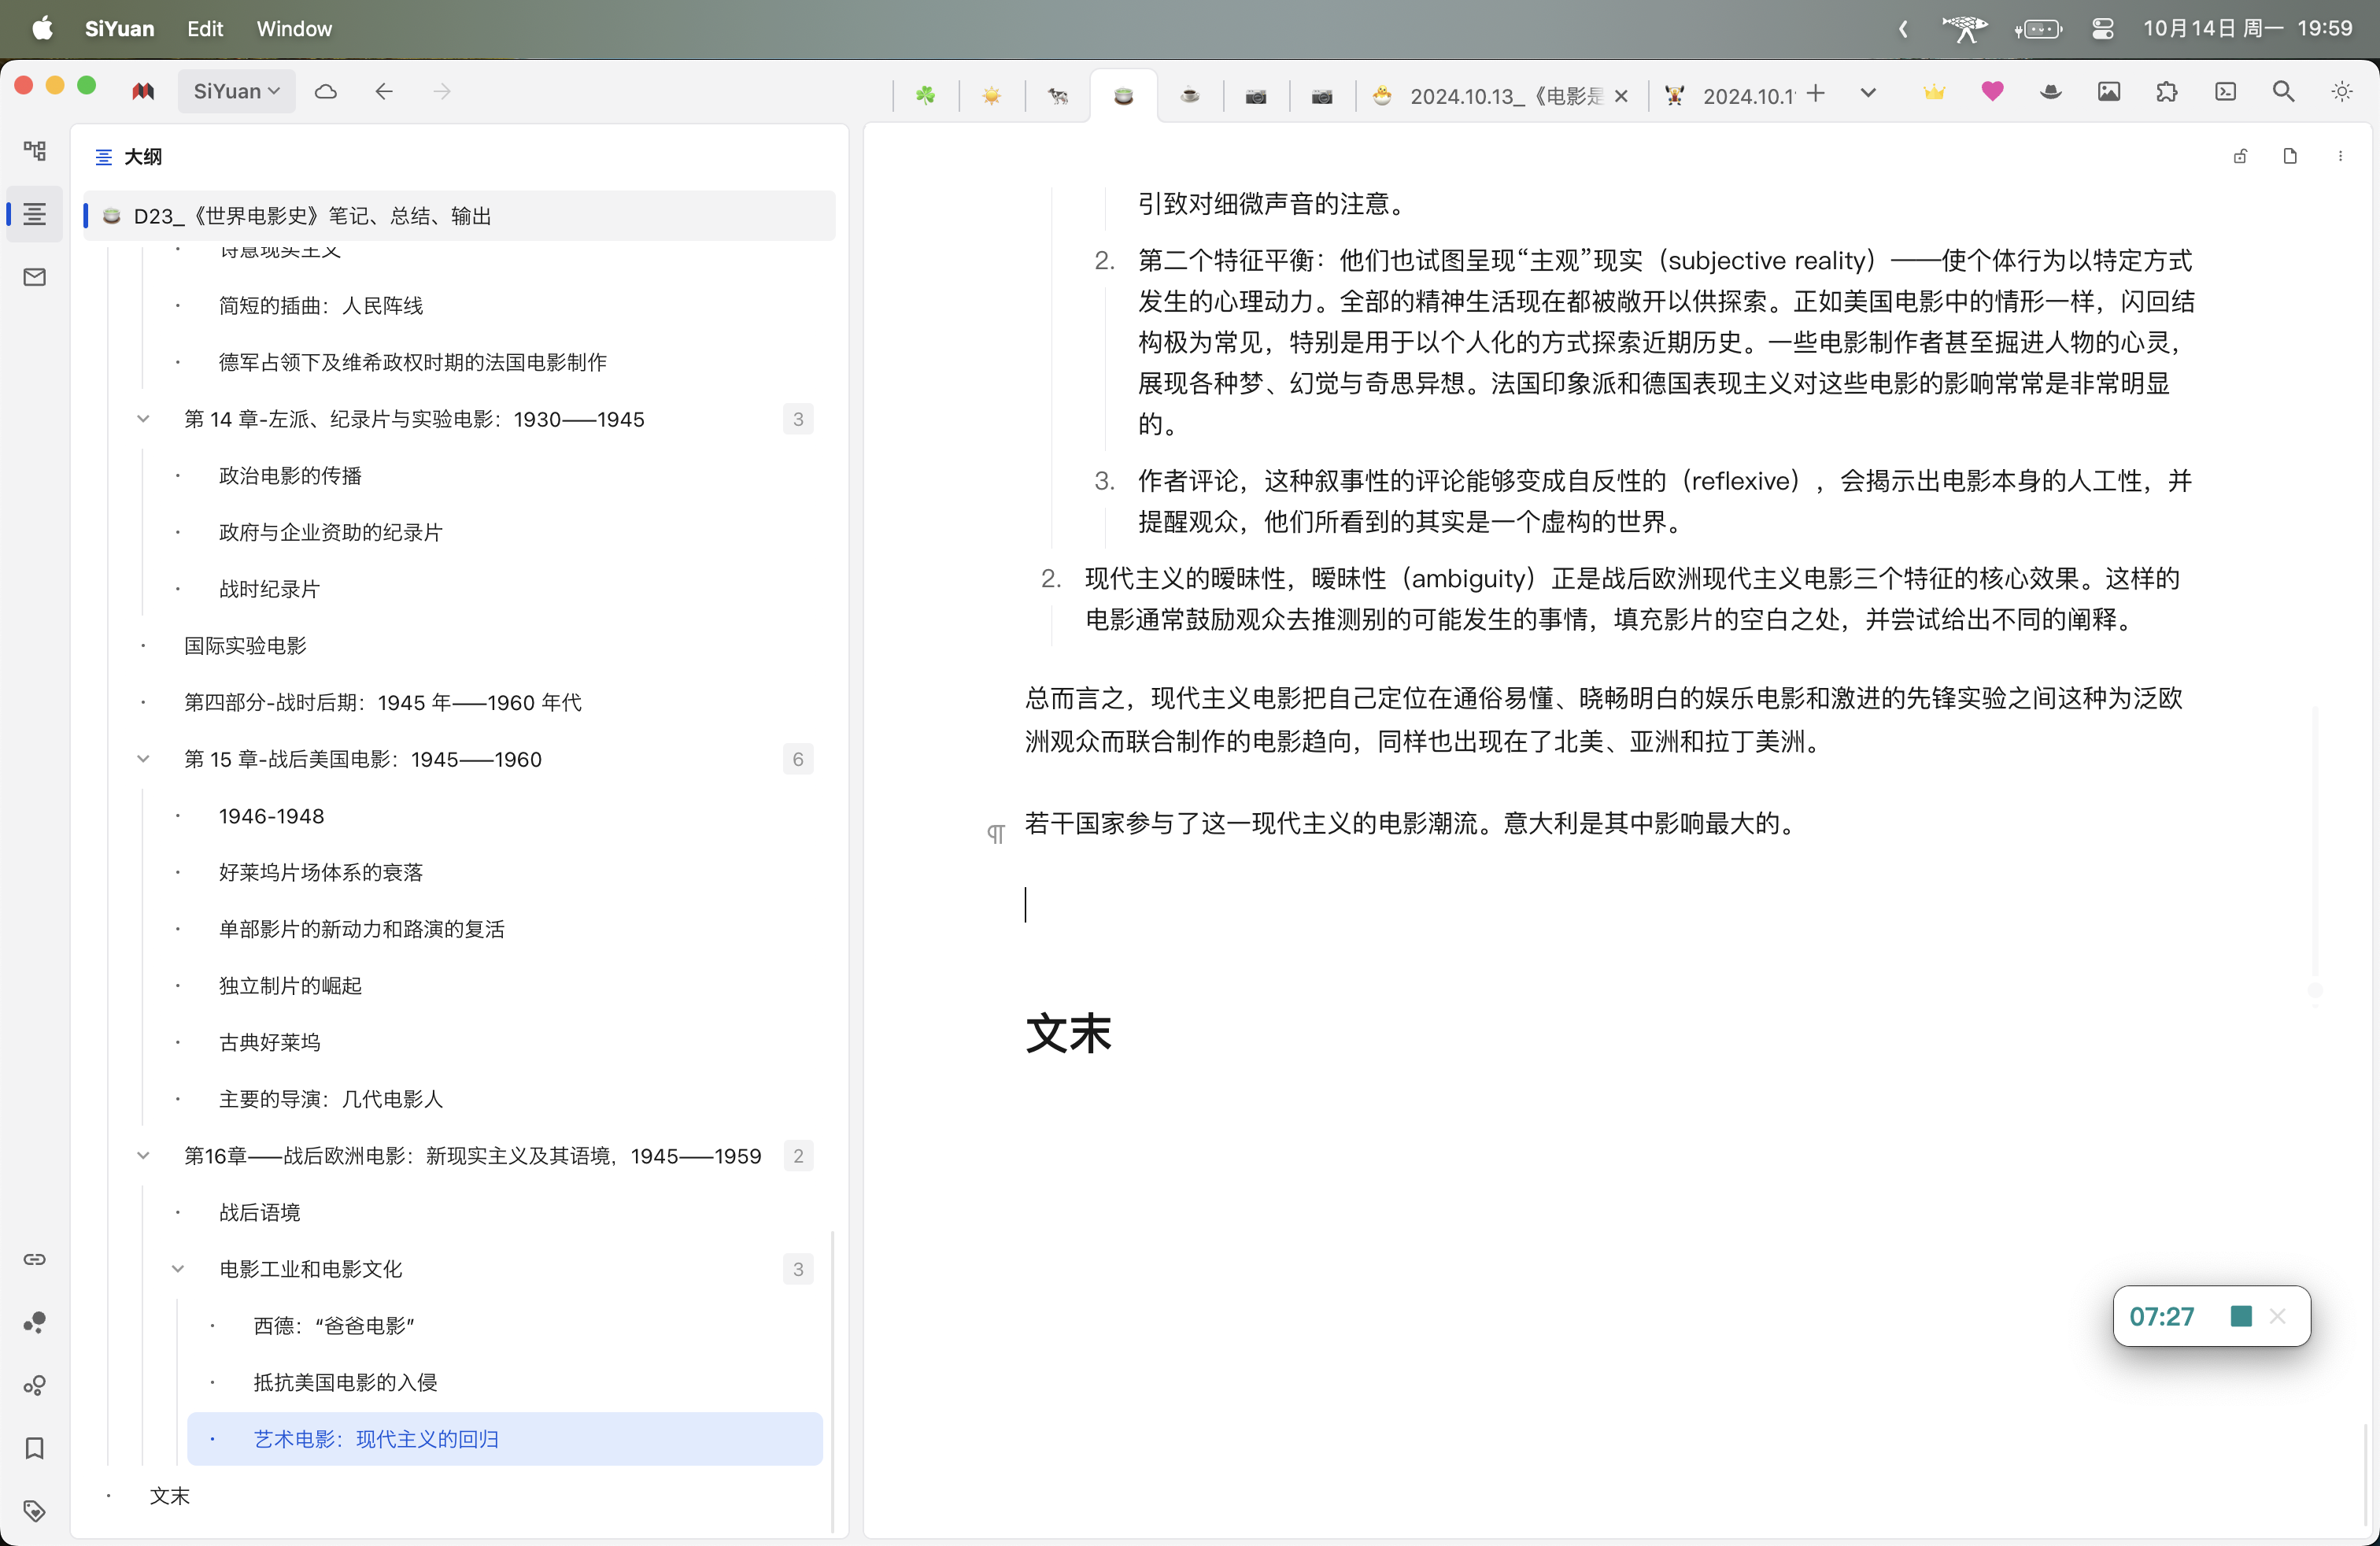 SiYuan Edit Window
10月14日 周一 19:59
SiYuan
2024.10.13_《电影是
2024.10.1
大纲
D23_《世界电影史》笔记、总结、输出
诗意现实主义
简短的插曲：人民阵线
德军占领下及维希政权时期的法国电影制作
第 14 章-左派、纪录片与实验电影：1930——1945 3
政治电影的传播
政府与企业资助的纪录片
战时纪录片
国际实验电影
第四部分-战时后期：1945 年——1960 年代
第 15 章-战后美国电影：1945——1960 6
1946-1948
好莱坞片场体系的衰落
单部影片的新动力和路演的复活
独立制片的崛起
古典好莱坞
主要的导演：几代电影人
第16章——战后欧洲电影：新现实主义及其语境，1945——1959 2
战后语境
电影工业和电影文化 3
西德：“爸爸电影”
抵抗美国电影的入侵
艺术电影：现代主义的回归
文末
引致对细微声音的注意。
2. 第二个特征平衡：他们也试图呈现“主观”现实（subjective reality）——使个体行为以特定方式
发生的心理动力。全部的精神生活现在都被敞开以供探索。正如美国电影中的情形一样，闪回结
构极为常见，特别是用于以个人化的方式探索近期历史。一些电影制作者甚至掘进人物的心灵，
展现各种梦、幻觉与奇思异想。法国印象派和德国表现主义对这些电影的影响常常是非常明显
的。
3. 作者评论，这种叙事性的评论能够变成自反性的（reflexive），会揭示出电影本身的人工性，并
提醒观众，他们所看到的其实是一个虚构的世界。
2. 现代主义的暧昧性，暧昧性（ambiguity）正是战后欧洲现代主义电影三个特征的核心效果。这样的
电影通常鼓励观众去推测别的可能发生的事情，填充影片的空白之处，并尝试给出不同的阐释。
总而言之，现代主义电影把自己定位在通俗易懂、晓畅明白的娱乐电影和激进的先锋实验之间这种为泛欧
洲观众而联合制作的电影趋向，同样也出现在了北美、亚洲和拉丁美洲。
若干国家参与了这一现代主义的电影潮流。意大利是其中影响最大的。
文末
07:27